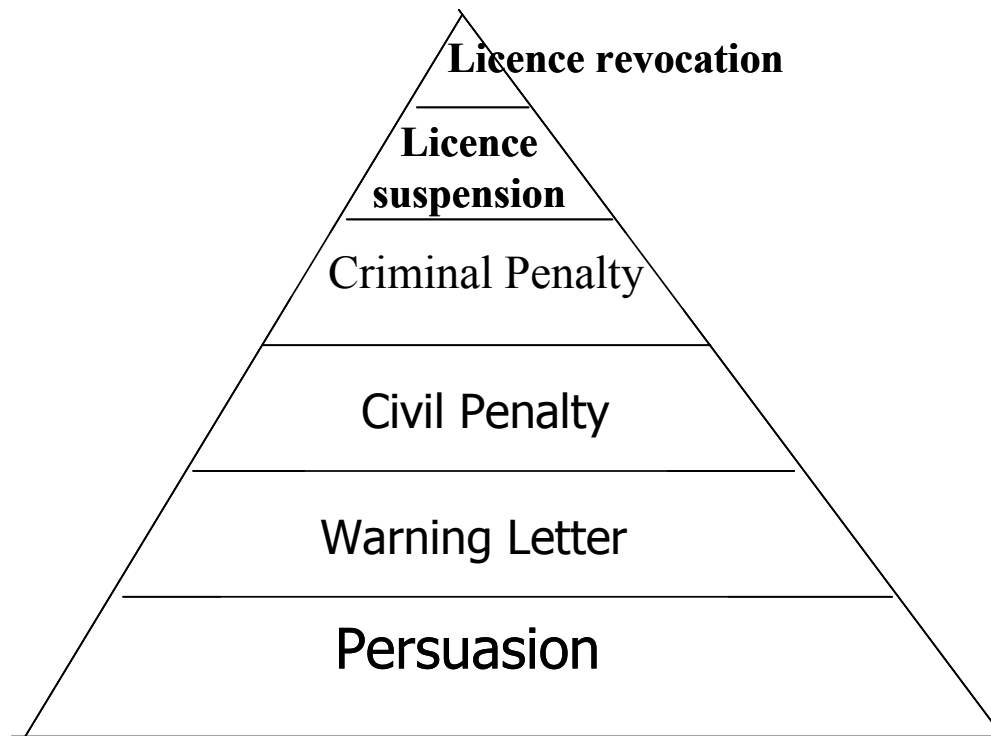 Licence revocation
Licence
suspension
Criminal Penalty
Civil Penalty
Warning Letter
Persuasion